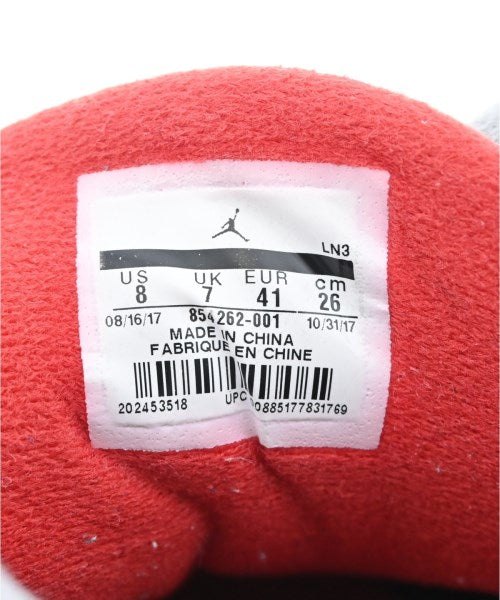 LN3
US UK EUR cm
8 7 41 26
08/16/17 854262-001 10/31/17
MADE IN CHINA
FABRIQUE EN CHINE
202453518 UPC 00885177831769